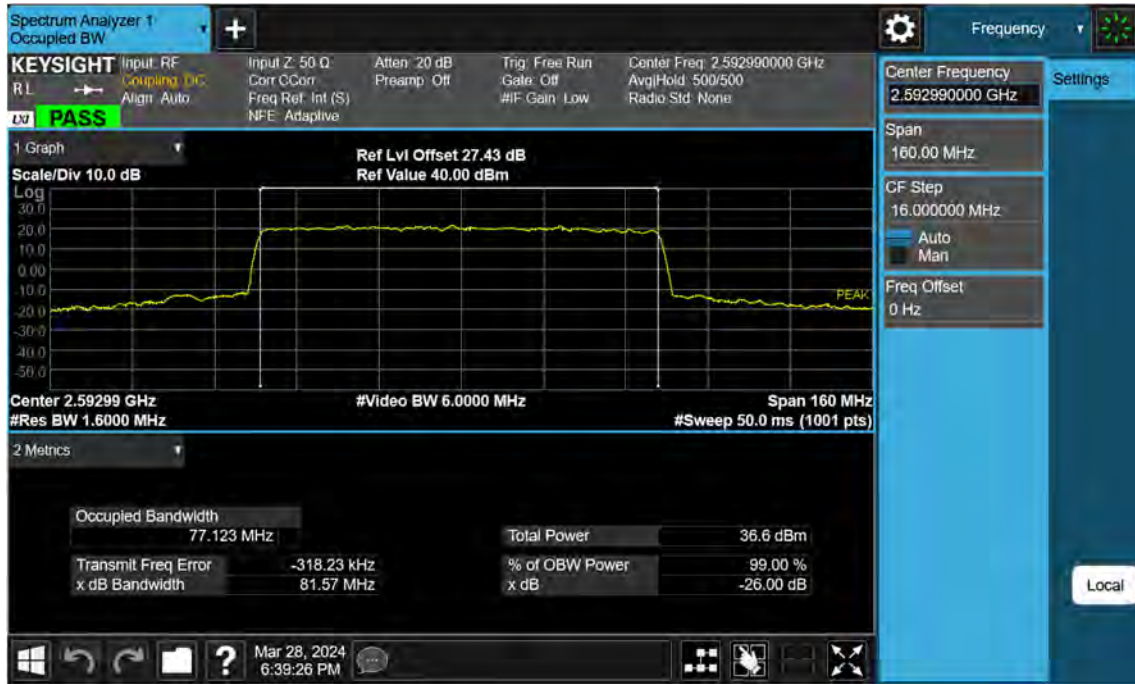 Spectrum Analyzer 1
Occupied BW
Frequency
KEYSIGHT
RL
LXI
PASS
Input: RF
Coupling: DC
Align: Auto
Input Z: 50 Ω
Corr CCorr
Freq Ref: Int (S)
NFE: Adaptive
Atten: 20 dB
Preamp: Off
Trig: Free Run
Gate: Off
#IF Gain: Low
Center Freq: 2.592990000 GHz
Avg|Hold: 500/500
Radio Std: None
1 Graph
Scale/Div 10.0 dB
Ref Lvl Offset 27.43 dB
Ref Value 40.00 dBm
Log
30.0
20.0
10.0
0.00
-10.0
-20.0
-30.0
-40.0
-50.0
PEAK
Center 2.59299 GHz
#Video BW 6.0000 MHz
Span 160 MHz
#Res BW 1.6000 MHz
#Sweep 50.0 ms (1001 pts)
2 Metrics
Occupied Bandwidth
77.123 MHz
Total Power 36.6 dBm
Transmit Freq Error -318.23 kHz
% of OBW Power 99.00 %
x dB Bandwidth 81.57 MHz
x dB -26.00 dB
?
Mar 28, 2024
6:39:26 PM
Center Frequency
2.592990000 GHz
Settings
Span
160.00 MHz
CF Step
16.000000 MHz
Auto
Man
Freq Offset
0 Hz
Local